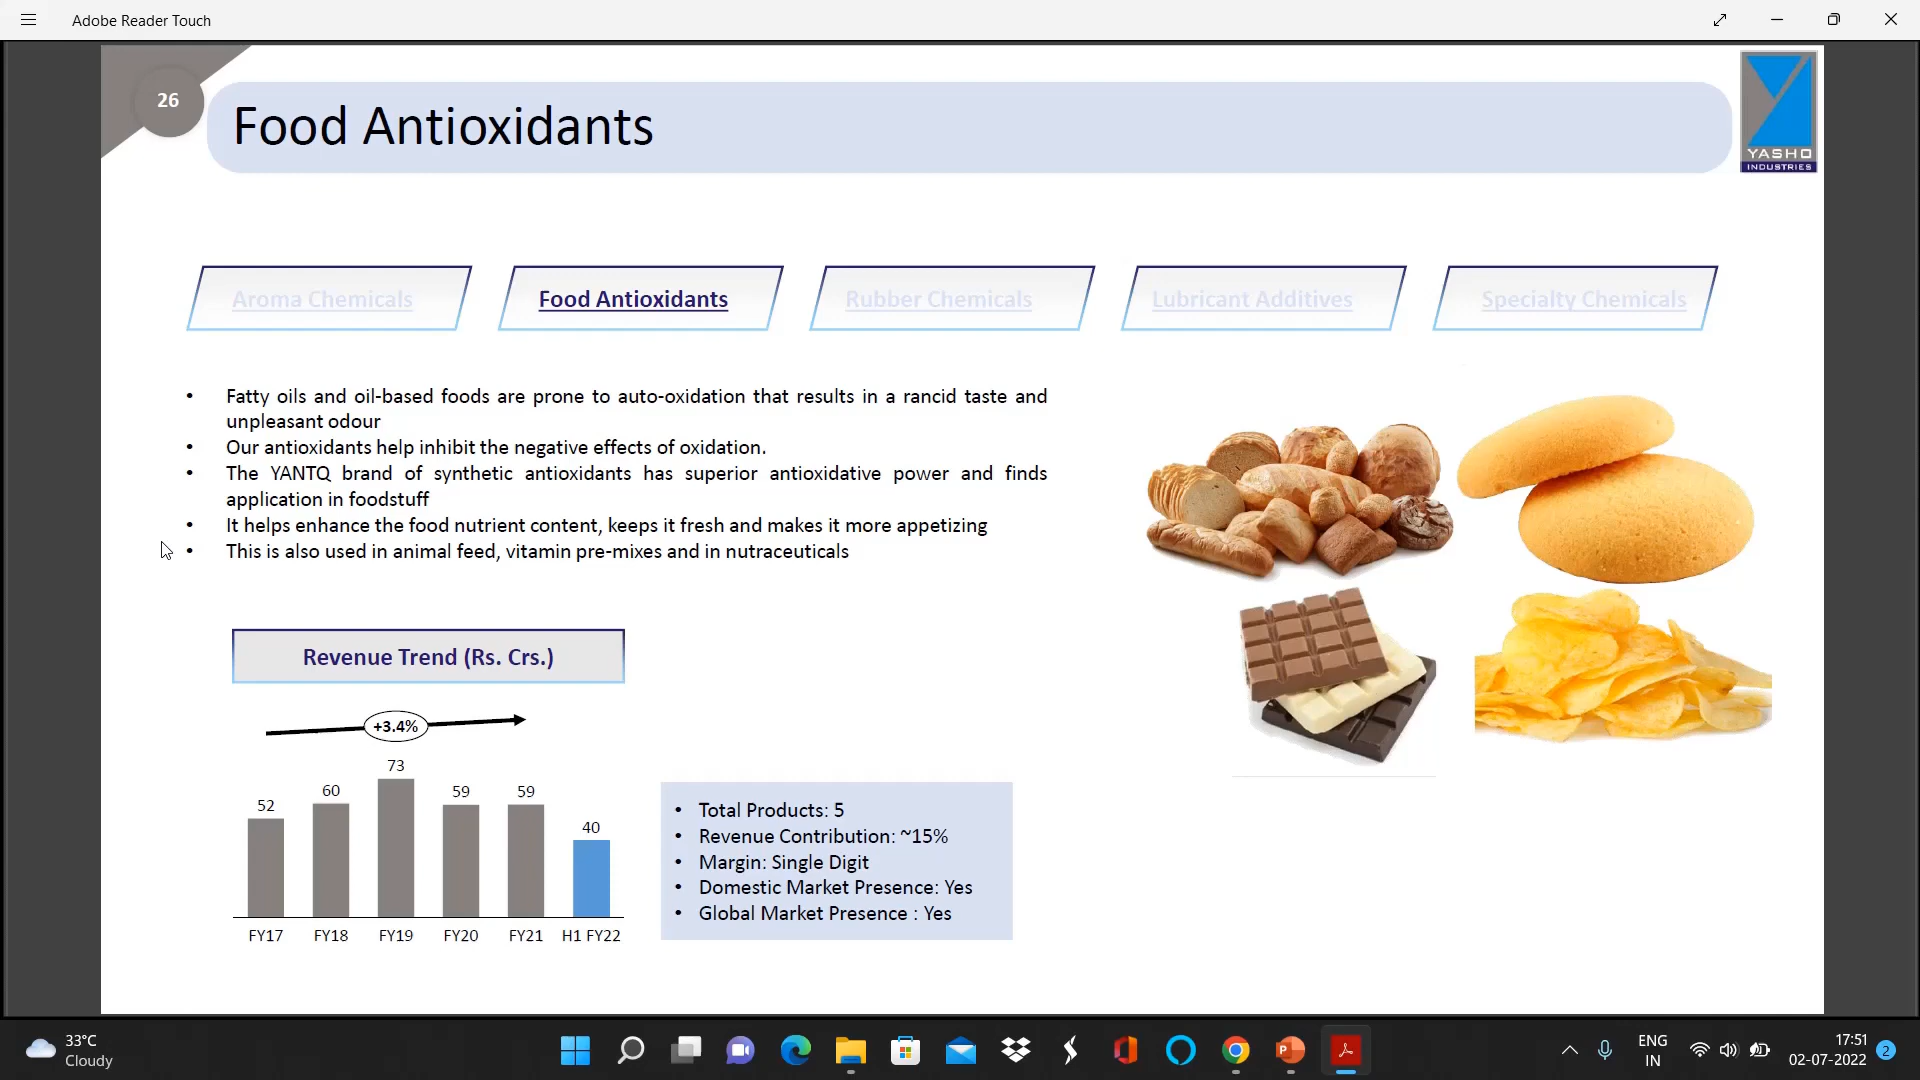 Adobe Reader Touch
26
Food Antioxidants
YASHO
INDUSTRIES
Aroma Chemicals
Food Antioxidants
Rubber Chemicals
Lubricant Additives
Specialty Chemicals
• Fatty oils and oil-based foods are prone to auto-oxidation that results in a rancid taste and
unpleasant odour
• Our antioxidants help inhibit the negative effects of oxidation.
• The YANTQ brand of synthetic antioxidants has superior antioxidative power and finds
application in foodstuff
• It helps enhance the food nutrient content, keeps it fresh and makes it more appetizing
• This is also used in animal feed, vitamin pre-mixes and in nutraceuticals
Revenue Trend (Rs. Crs.)
+3.4%
52
60
73
59
59
40
FY17
FY18
FY19
FY20
FY21
H1 FY22
• Total Products: 5
• Revenue Contribution: ~15%
• Margin: Single Digit
• Domestic Market Presence: Yes
• Global Market Presence : Yes
33°C
Cloudy
ENG
IN
17:51
02-07-2022
2